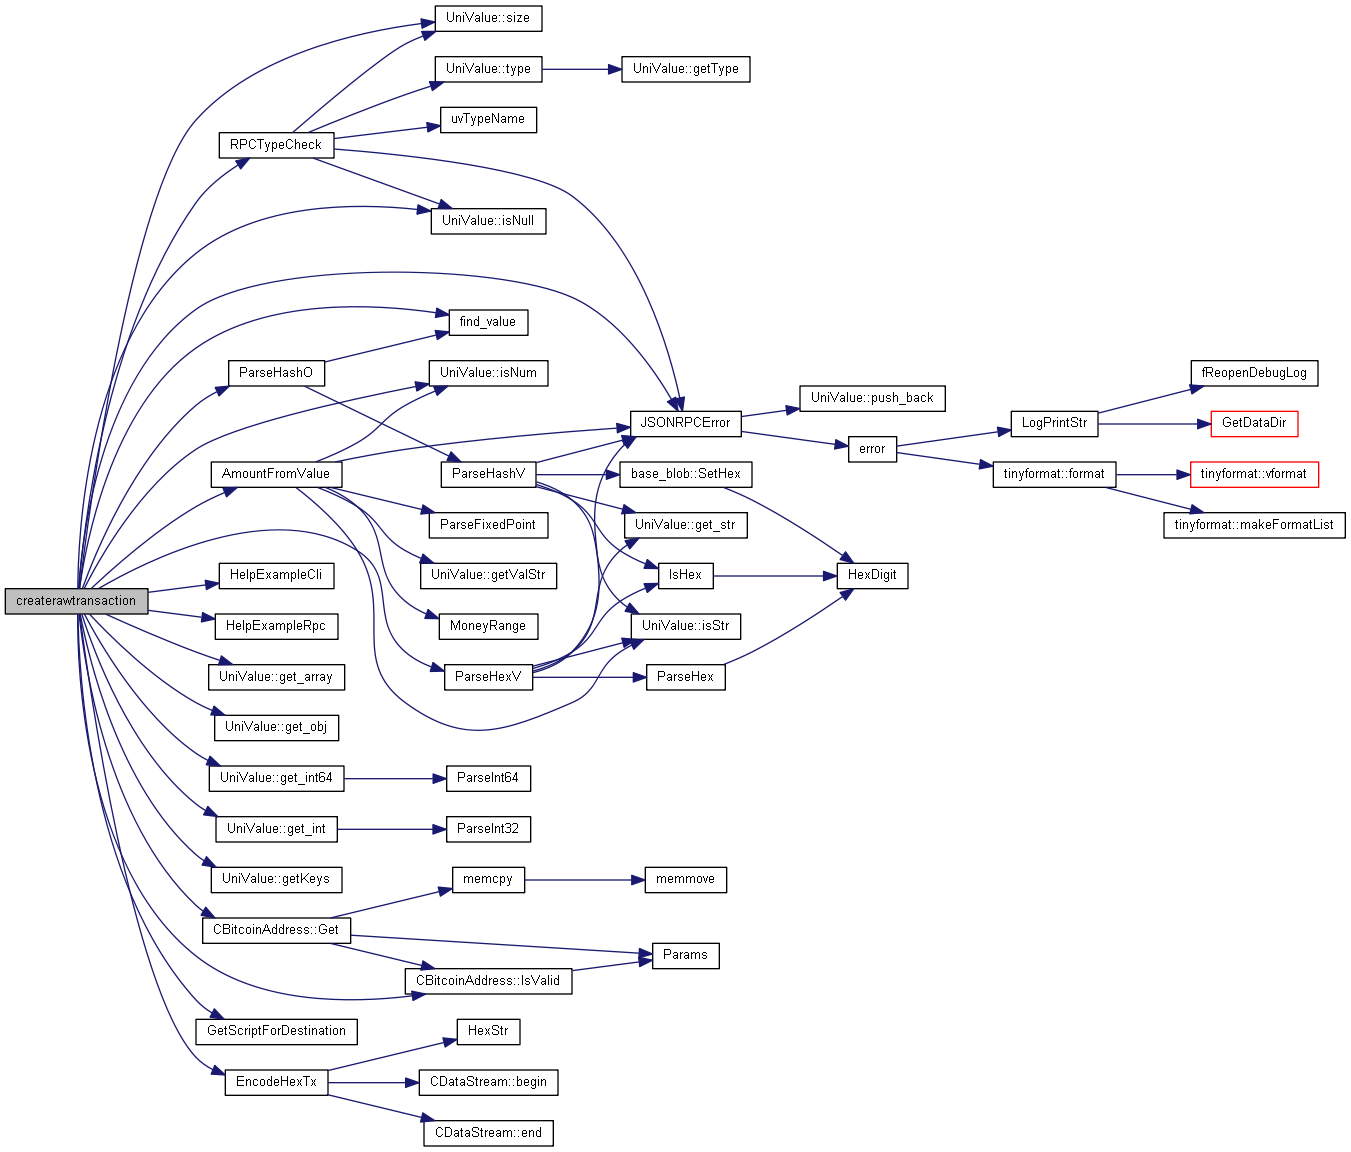 UniValue::size
UniValue::type
UniValue::getType
uvTypeName
RPCTypeCheck
UniValue::isNull
find_value
ParseHashO
UniValue::isNum
fReopenDebugLog
UniValue::push_back
JSONRPCError
LogPrintStr
GetDataDir
error
AmountFromValue
ParseHashV
base_blob::SetHex
tinyformat::format
tinyformat::vformat
ParseFixedPoint
UniValue::get_str
tinyformat::makeFormatList
HelpExampleCli
UniValue::getValStr
IsHex
HexDigit
createrawtransaction
HelpExampleRpc
MoneyRange
UniValue::isStr
UniValue::get_array
ParseHexV
ParseHex
UniValue::get_obj
UniValue::get_int64
ParseInt64
UniValue::get_int
ParseInt32
UniValue::getKeys
memcpy
memmove
CBitcoinAddress::Get
Params
CBitcoinAddress::IsValid
GetScriptForDestination
HexStr
EncodeHexTx
CDataStream::begin
CDataStream::end